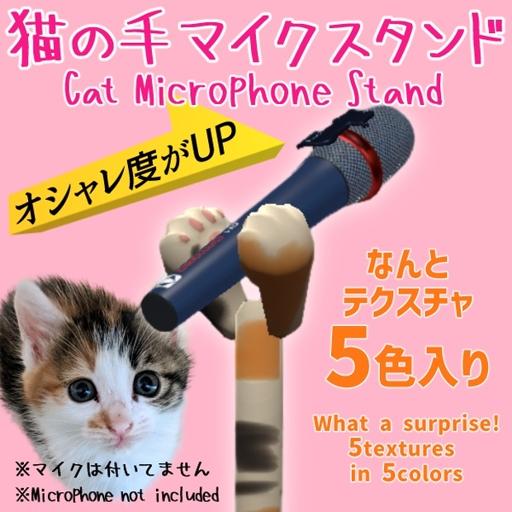 猫の手マイクスタンド
Cat Microphone Stand
オシャレ度がUP
なんと
テクスチャ
5色入り
What a surprise!
5textures
in 5colors
※マイクは付いてません
※Microphone not included